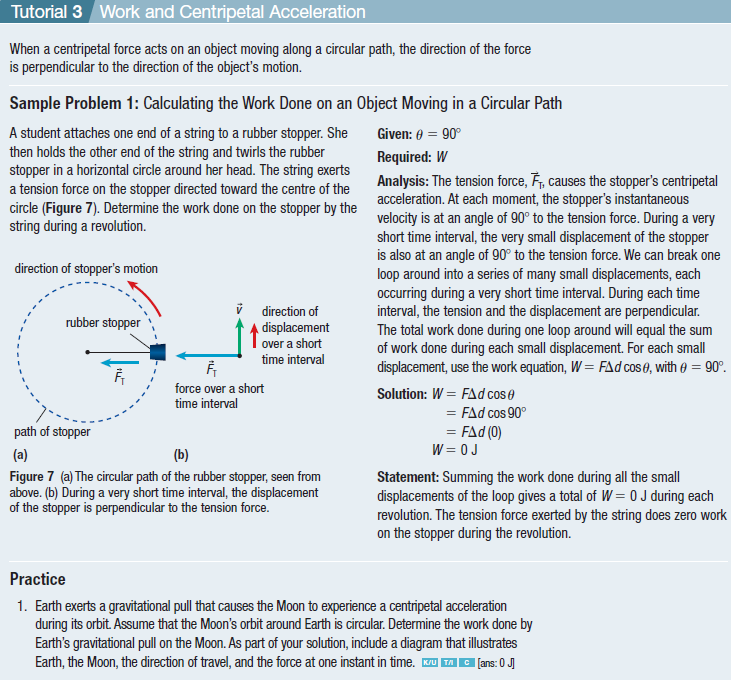 Tutorial 3 Work and Centripetal Acceleration
When a centripetal force acts on an object moving along a circular path, the direction of the force
is perpendicular to the direction of the object's motion.
Sample Problem 1: Calculating the Work Done on an Object Moving in a Circular Path
A student attaches one end of a string to a rubber stopper. She
then holds the other end of the string and twirls the rubber
stopper in a horizontal circle around her head. The string exerts
a tension force on the stopper directed toward the centre of the
circle (Figure 7). Determine the work done on the stopper by the
string during a revolution.
direction of stopper's motion
rubber stopper
F⃗T
path of stopper
(a)
v⃗
direction of
displacement
over a short
time interval
F⃗T
force over a short
time interval
(b)
Figure 7 (a) The circular path of the rubber stopper, seen from
above. (b) During a very short time interval, the displacement
of the stopper is perpendicular to the tension force.
Given: θ = 90°
Required: W
Analysis: The tension force, F⃗T, causes the stopper's centripetal
acceleration. At each moment, the stopper's instantaneous
velocity is at an angle of 90° to the tension force. During a very
short time interval, the very small displacement of the stopper
is also at an angle of 90° to the tension force. We can break one
loop around into a series of many small displacements, each
occurring during a very short time interval. During each time
interval, the tension and the displacement are perpendicular.
The total work done during one loop around will equal the sum
of work done during each small displacement. For each small
displacement, use the work equation, W = FΔd cos θ, with θ = 90°.
Solution: W = FΔd cos θ
= FΔd cos 90°
= FΔd (0)
W = 0 J
Statement: Summing the work done during all the small
displacements of the loop gives a total of W = 0 J during each
revolution. The tension force exerted by the string does zero work
on the stopper during the revolution.
Practice
1. Earth exerts a gravitational pull that causes the Moon to experience a centripetal acceleration
during its orbit. Assume that the Moon's orbit around Earth is circular. Determine the work done by
Earth's gravitational pull on the Moon. As part of your solution, include a diagram that illustrates
Earth, the Moon, the direction of travel, and the force at one instant in time. K/U T/I C [ans: 0 J]